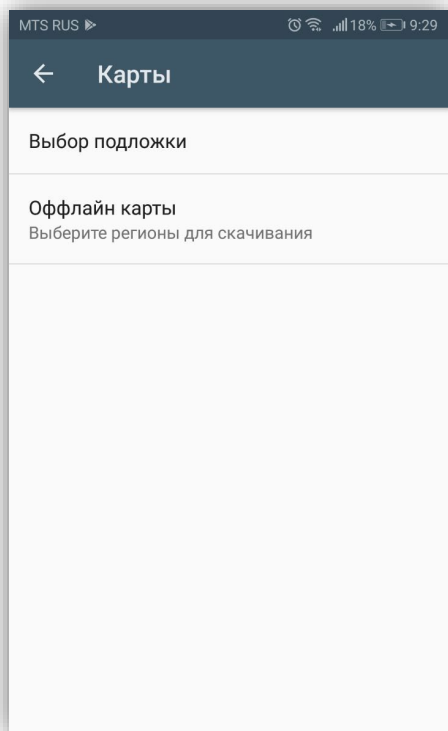 MTS RUS 18% 9:29
Карты
Выбор подложки
Оффлайн карты
Выберите регионы для скачивания